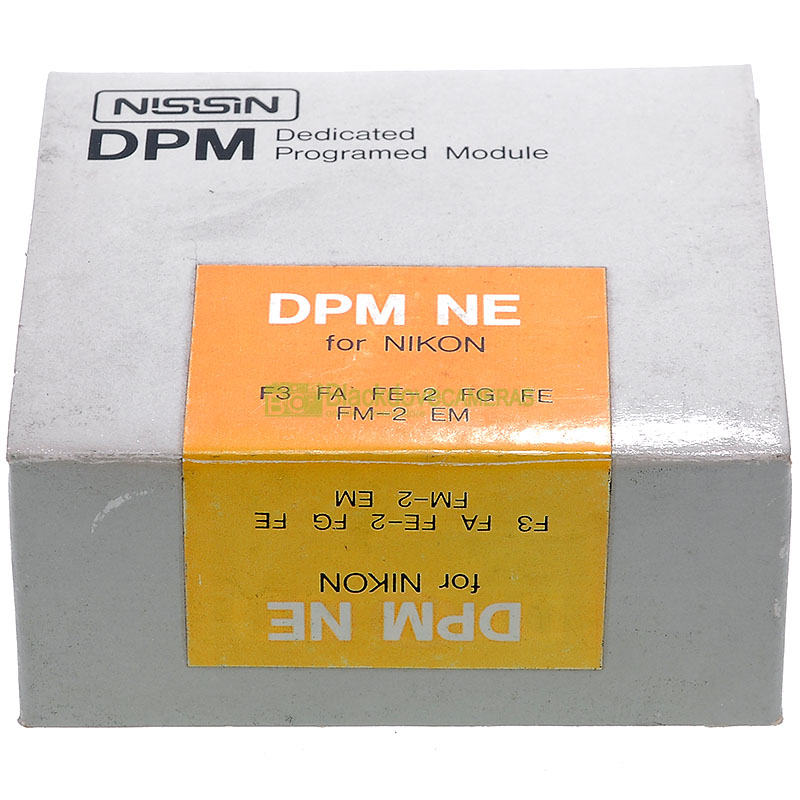 NISSIN
DPM Dedicated
Programed Module
DPM NE
for NIKON
F3 FA FE-2 FG FE
FM-2 EM
F3 FA FE-2 FG FE
FM-2 EM
for NIKON
DPM NE